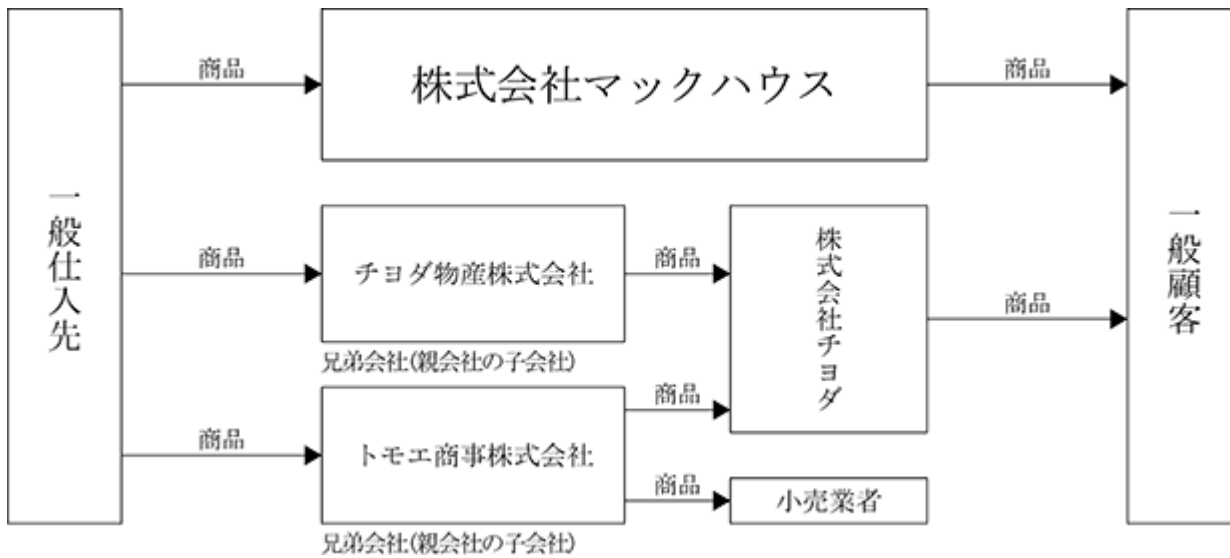 商品
株式会社マックハウス
商品
一般仕入先
商品
チヨダ物産株式会社
商品
株式会社チヨダ
商品
一般顧客
兄弟会社(親会社の子会社)
商品
トモエ商事株式会社
商品
商品
小売業者
兄弟会社(親会社の子会社)